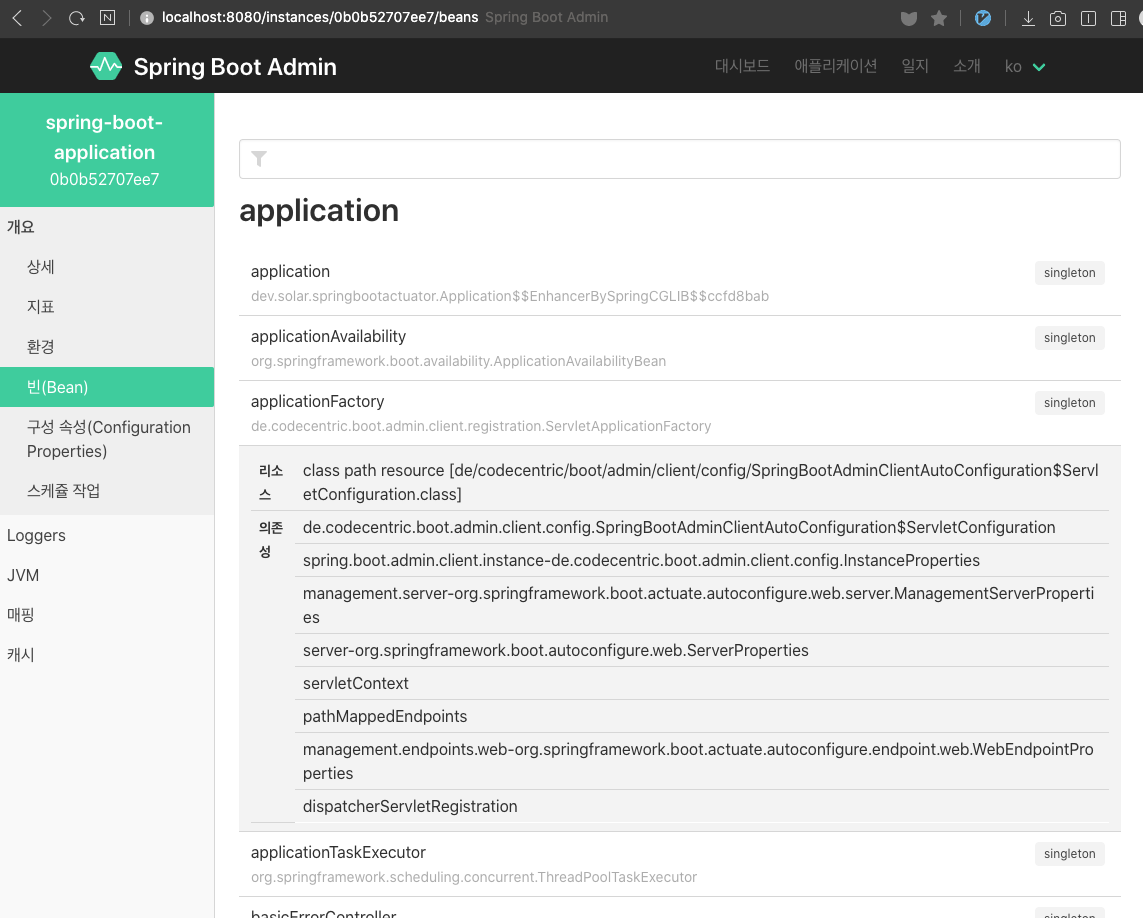 localhost:8080/instances/0b0b52707ee7/beans Spring Boot Admin
Spring Boot Admin
대시보드 애플리케이션 일지 소개 ko
spring-boot-
application
0b0b52707ee7
개요
상세
지표
환경
빈(Bean)
구성 속성(Configuration
Properties)
스케쥴 작업
Loggers
JVM
매핑
캐시
application
application singleton
dev.solar.springbootactuator.Application$$EnhancerBySpringCGLIB$$ccfd8bab
applicationAvailability singleton
org.springframework.boot.availability.ApplicationAvailabilityBean
applicationFactory singleton
de.codecentric.boot.admin.client.registration.ServletApplicationFactory
리소
스
class path resource [de/codecentric/boot/admin/client/config/SpringBootAdminClientAutoConfiguration$Servl
etConfiguration.class]
의존
성
de.codecentric.boot.admin.client.config.SpringBootAdminClientAutoConfiguration$ServletConfiguration
spring.boot.admin.client.instance-de.codecentric.boot.admin.client.config.InstanceProperties
management.server-org.springframework.boot.actuate.autoconfigure.web.server.ManagementServerProperti
es
server-org.springframework.boot.autoconfigure.web.ServerProperties
servletContext
pathMappedEndpoints
management.endpoints.web-org.springframework.boot.actuate.autoconfigure.endpoint.web.WebEndpointPro
perties
dispatcherServletRegistration
applicationTaskExecutor singleton
org.springframework.scheduling.concurrent.ThreadPoolTaskExecutor
basicErrorController singleton